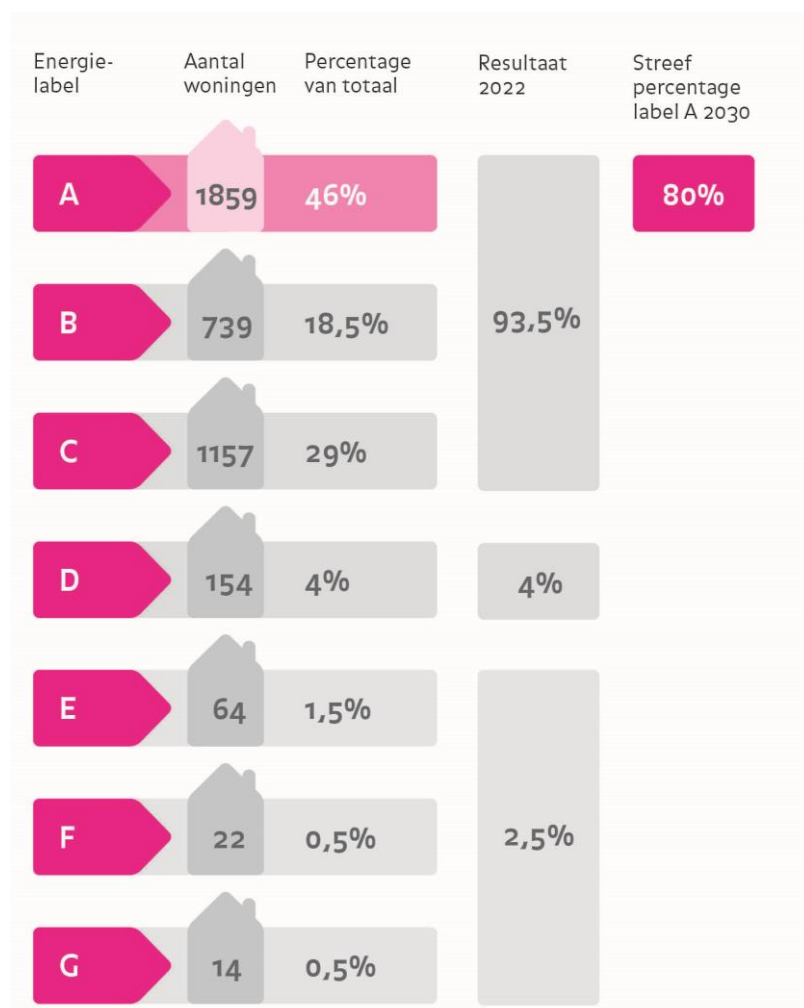 Energie-
label
Aantal
woningen
Percentage
van totaal
Resultaat
2022
Streef
percentage
label A 2030
A 1859 46% 80%
B 739 18,5% 93,5%
C 1157 29%
D 154 4% 4%
E 64 1,5%
F 22 0,5% 2,5%
G 14 0,5%